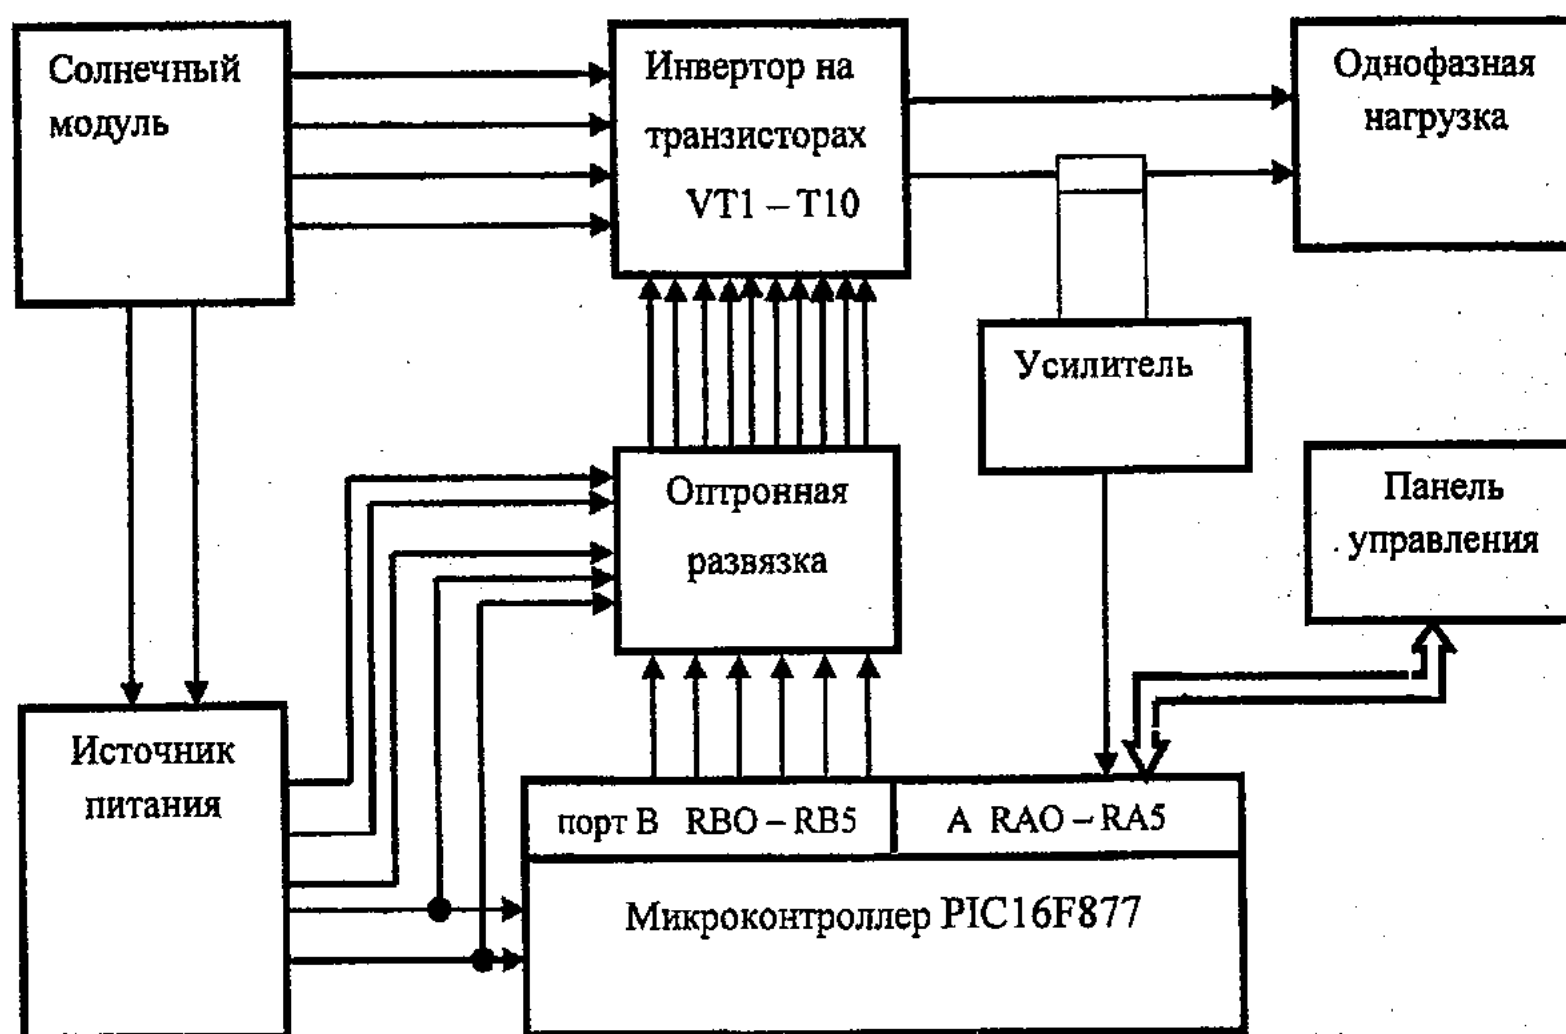 Солнечный
модуль
Инвертор на
транзисторах
VT1 – T10
Однофазная
нагрузка
Усилитель
Оптронная
развязка
Панель
управления
Источник
питания
порт В RBO – RB5
A RAO – RA5
Микроконтроллер PIC16F877